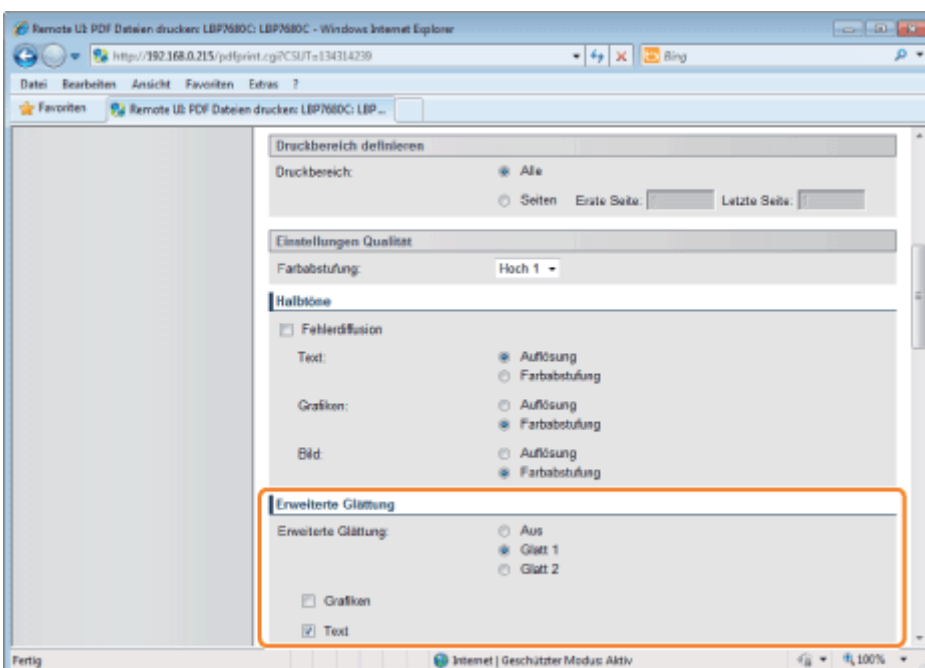 Remote UI: PDF Dateien drucken: LBP7680C: LBP7680C - Windows Internet Explorer
http://192.168.0.215/pdfprint.cgi?CSUT=134314239
Bing
Datei Bearbeiten Ansicht Favoriten Extras ?
Favoriten Remote UI: PDF Dateien drucken: LBP7680C: LBP...
Druckbereich definieren
Druckbereich: Alle
Seiten Erste Seite: Letzte Seite:
Einstellungen Qualität
Farbabstufung: Hoch 1
Halbtöne
Fehlerdiffusion
Text: Auflösung
Farbabstufung
Grafiken: Auflösung
Farbabstufung
Bild: Auflösung
Farbabstufung
Erweiterte Glättung
Erweiterte Glättung: Aus
Glatt 1
Glatt 2
Grafiken
Text
Fertig Internet | Geschützter Modus: Aktiv 100%